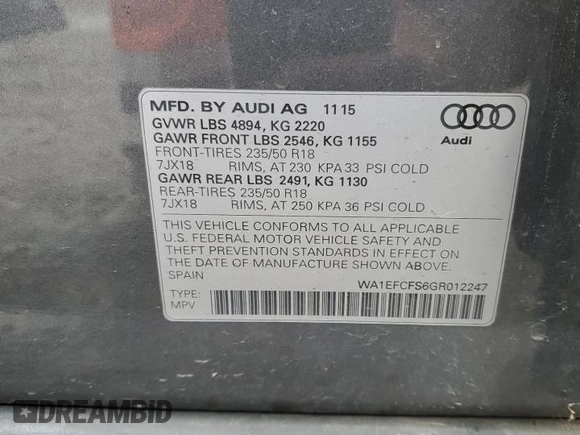 MFD. BY AUDI AG 11 15
GVWR LBS 4894, KG 2220
GAWR FRONT LBS 2546, KG 1155
FRONT-TIRES 235/50 R18
7JX18 RIMS, AT 230 KPA 33 PSI COLD
GAWR REAR LBS 2491, KG 1130
REAR-TIRES 235/50 R18
7JX18 RIMS, AT 250 KPA 36 PSI COLD
Audi
THIS VEHICLE CONFORMS TO ALL APPLICABLE
U.S. FEDERAL MOTOR VEHICLE SAFETY AND
THEFT PREVENTION STANDARDS IN EFFECT ON
THE DATE OF MANUFACTURE SHOWN ABOVE.
SPAIN
WA1EFCFS6GR012247
TYPE:
MPV
DREAMBID